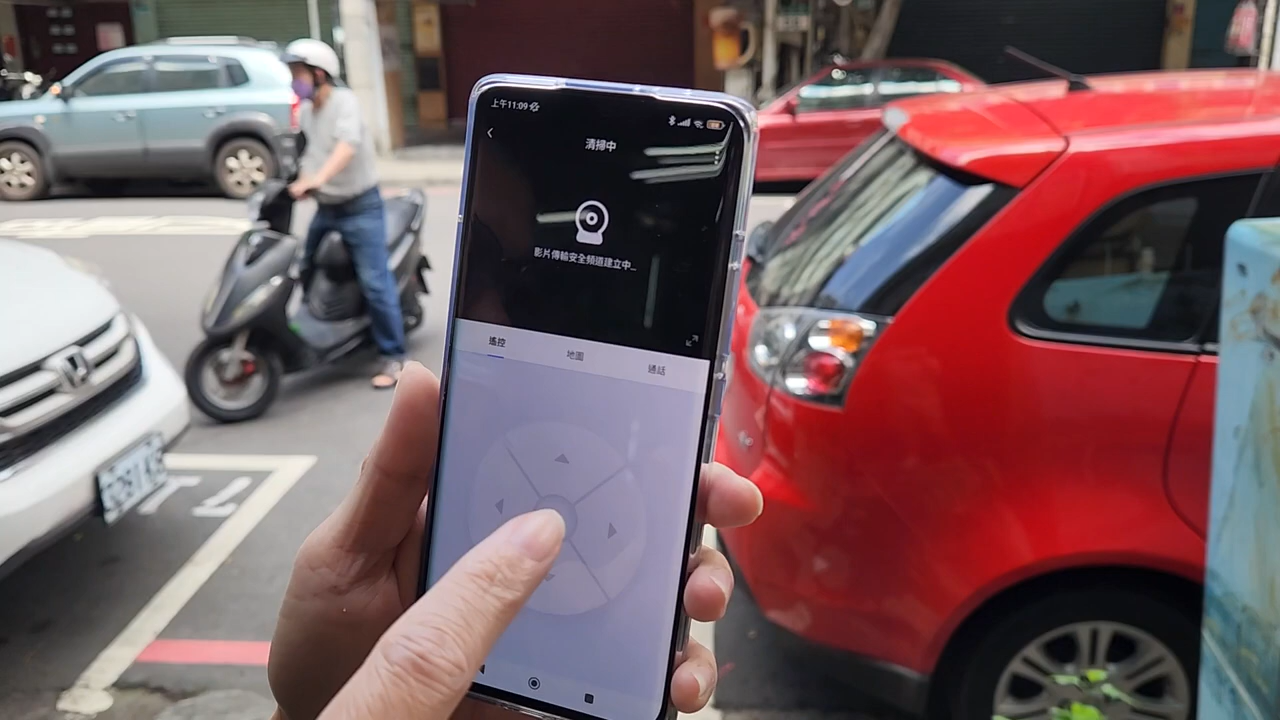 上午11:09
清掃中
影片傳輸安全頻道建立中...
遙控
地圖
通話